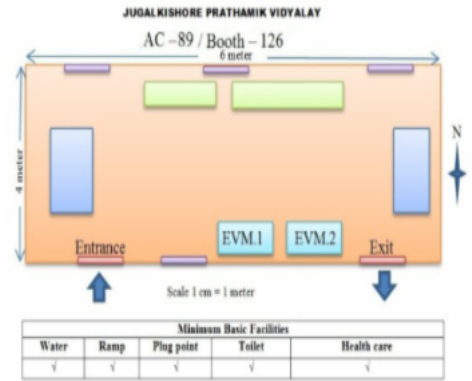 JUGALKISHORE PRATHAMIK VIDYALAY
AC –89 / Booth –126
6 meter
4 meter
N
EVM.1 EVM.2
Entrance Exit
Scale 1 cm = 1 meter
Minimum Basic Facilities
Water Ramp Plug point Toilet Health care
√ √ √ √ √